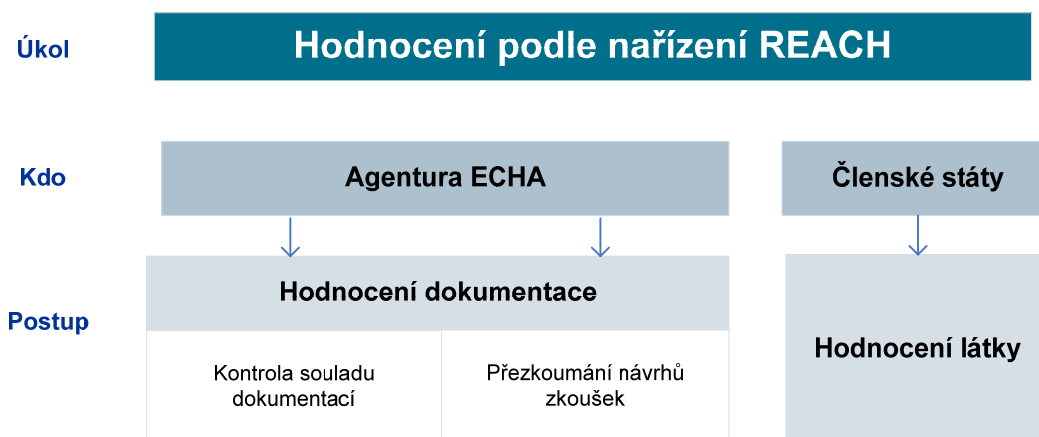 Úkol
Hodnocení podle nařízení REACH
Kdo
Agentura ECHA
Členské státy
Postup
Hodnocení dokumentace
Kontrola souladu
dokumentací
Přezkoumání návrhů
zkoušek
Hodnocení látky